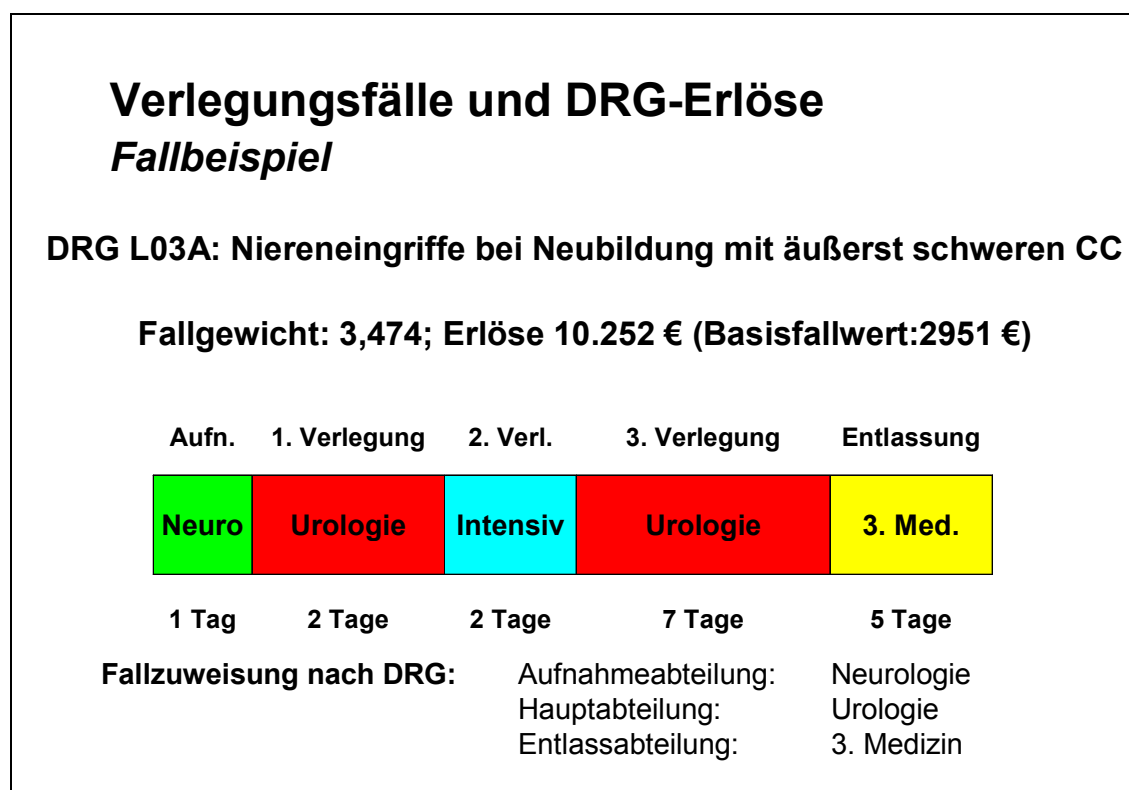 Verlegungsfälle und DRG-Erlöse
Fallbeispiel
DRG L03A: Niereneingriffe bei Neubildung mit äußerst schweren CC
Fallgewicht: 3,474; Erlöse 10.252 € (Basisfallwert:2951 €)
Aufn. 1. Verlegung 2. Verl. 3. Verlegung Entlassung
Neuro Urologie Intensiv Urologie 3. Med.
1 Tag 2 Tage 2 Tage 7 Tage 5 Tage
Fallzuweisung nach DRG: Aufnahmeabteilung: Neurologie
Hauptabteilung: Urologie
Entlassabteilung: 3. Medizin